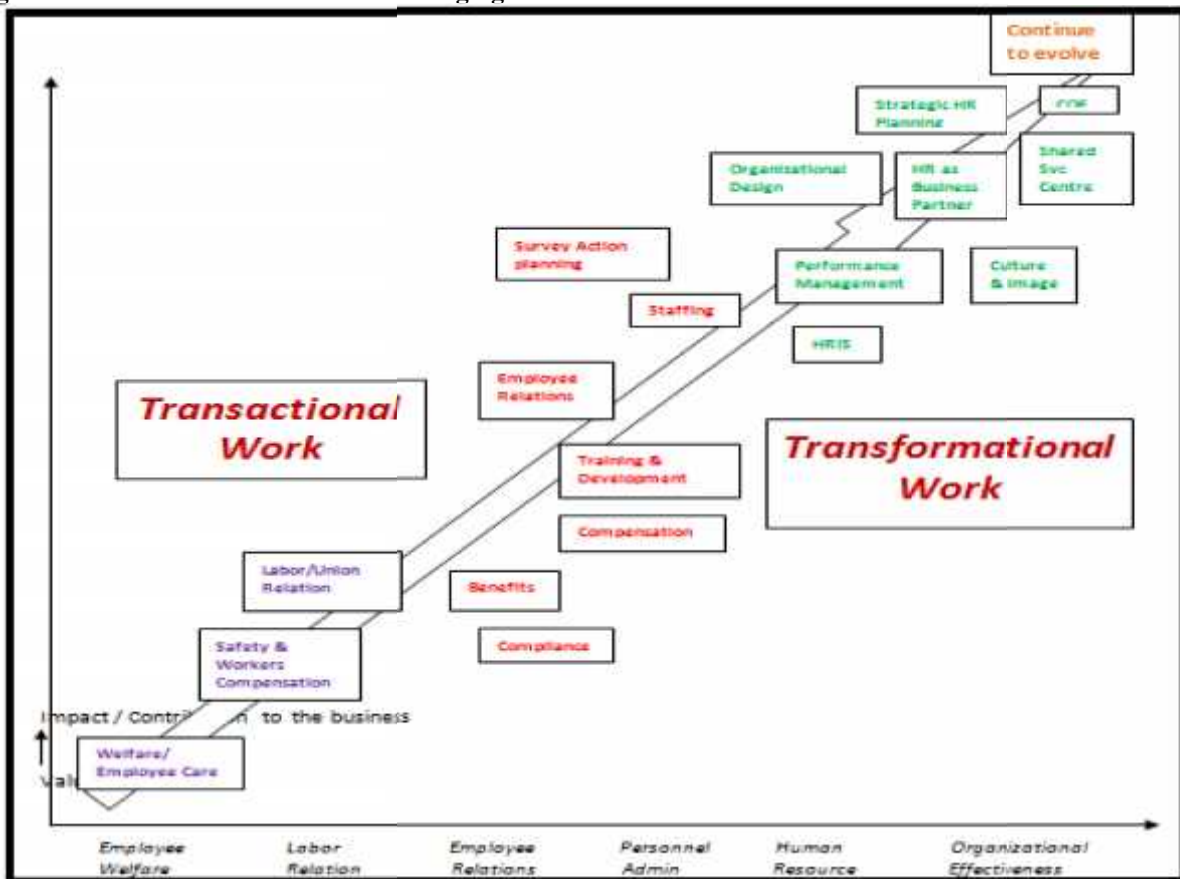 Continue
to evolve
Strategic HR
Planning
Shared
Svc
Centre
Organisational
Design
HR as
Business
Partner
Survey Action
planning
Performance
Management
Culture
& Image
Staffing
HRIS
Employee
Relations
Transactional
Work
Transformational
Work
Training &
Development
Compensation
Labor/Union
Relation
Benefits
Safety &
Workers
Compensation
Compliance
Impact / to the business
Welfare/
Employee Care
Employee
Welfare
Labor
Relation
Employee
Relations
Personnel
Admin
Human
Resource
Organizational
Effectiveness